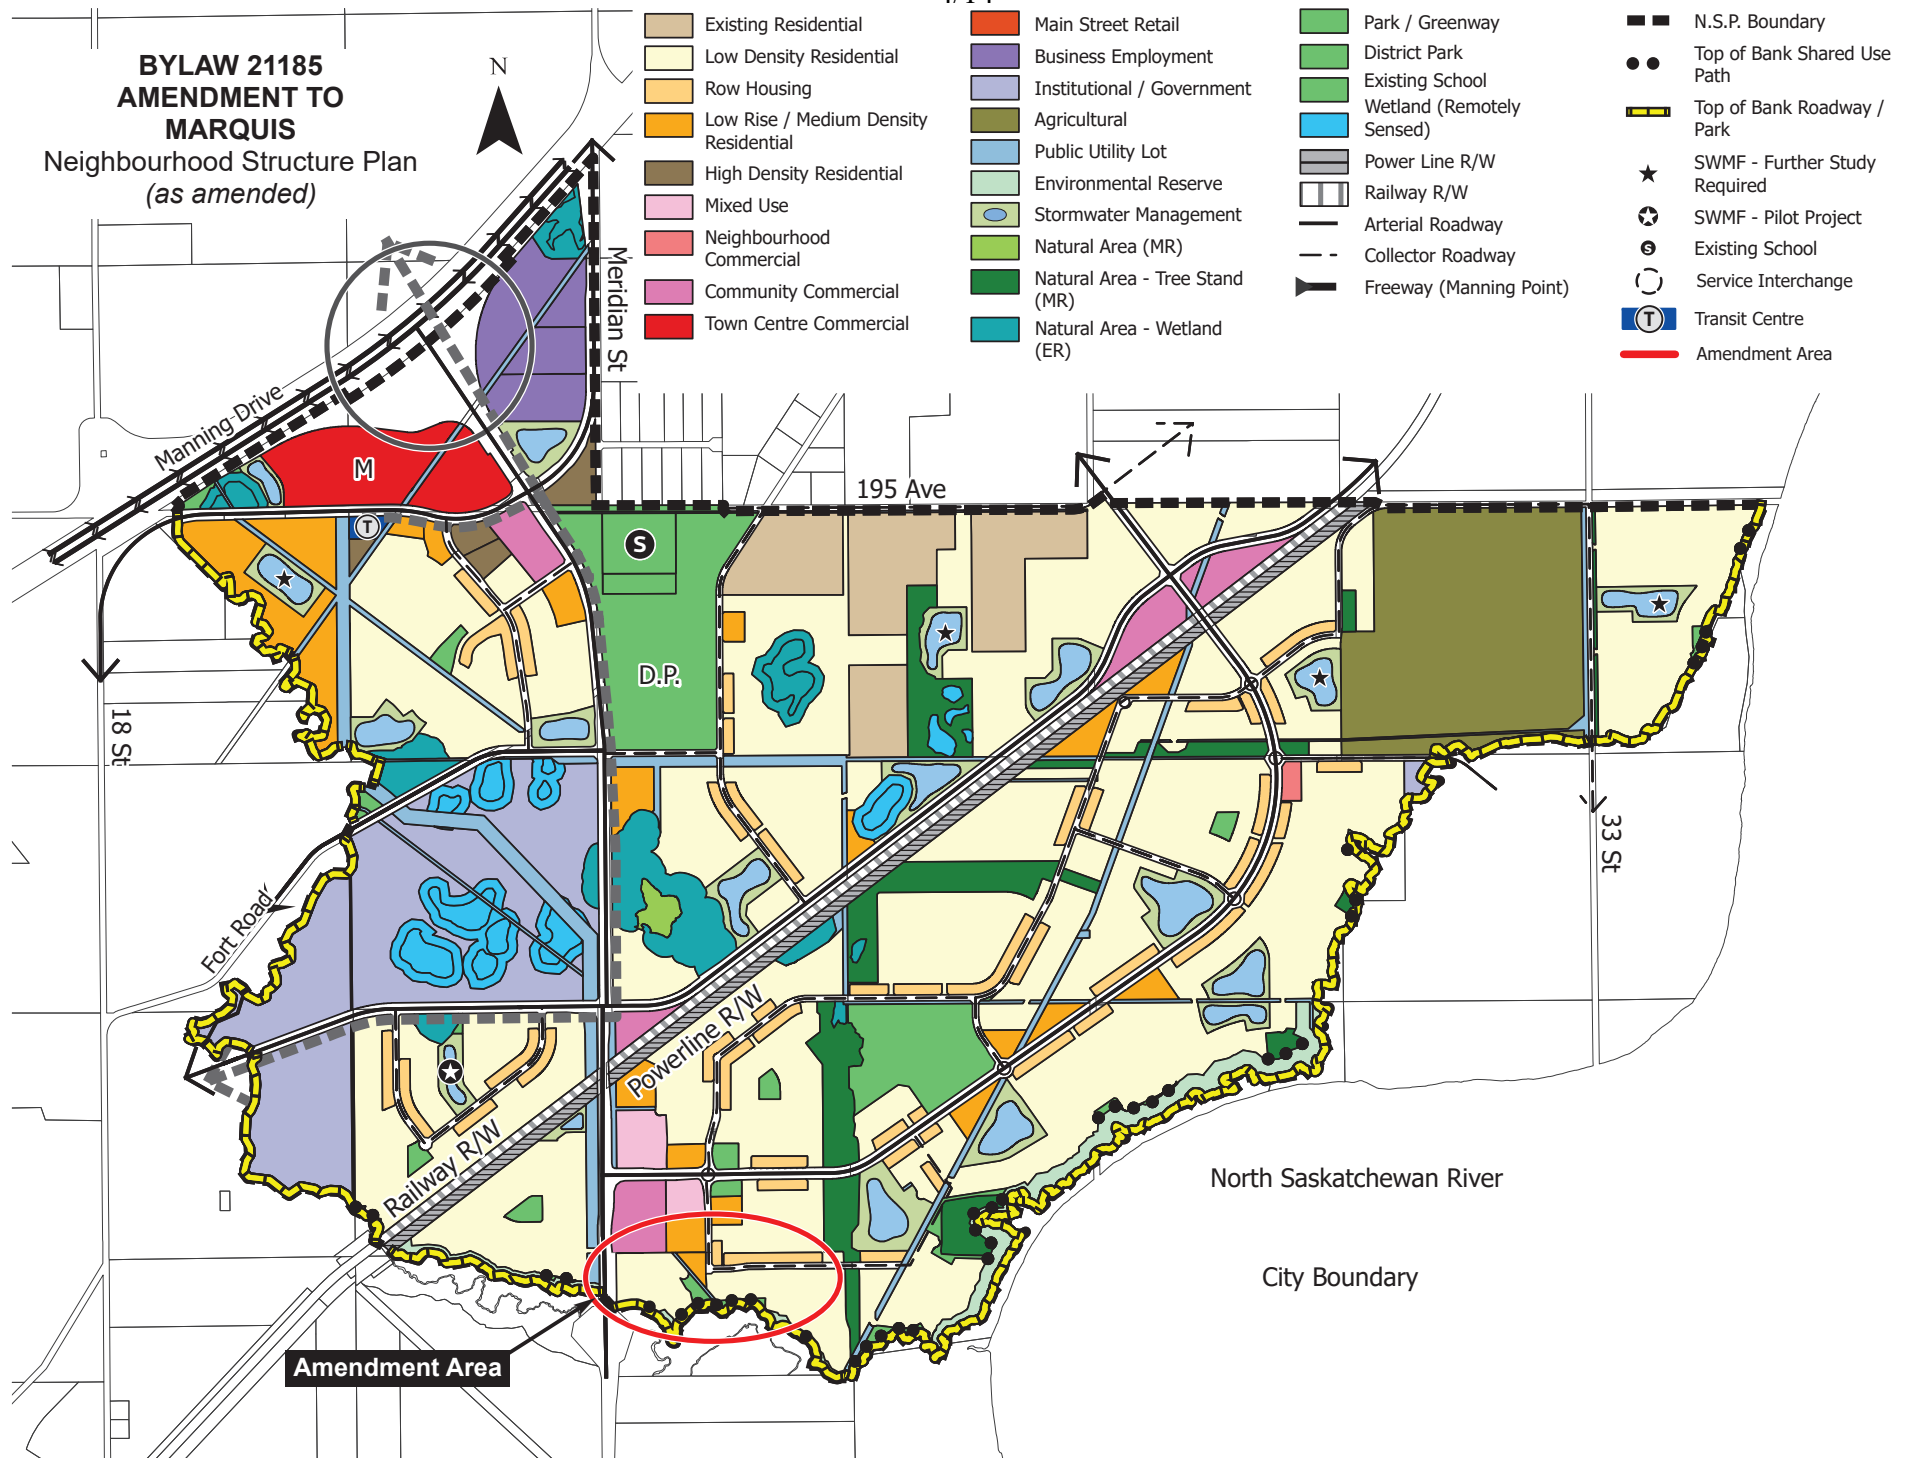 BYLAW 21185
AMENDMENT TO
MARQUIS
Neighbourhood Structure Plan
(as amended)
N
Existing Residential
Low Density Residential
Row Housing
Low Rise / Medium Density
Residential
High Density Residential
Mixed Use
Neighbourhood
Commercial
Community Commercial
Town Centre Commercial
Main Street Retail
Business Employment
Institutional / Government
Agricultural
Public Utility Lot
Environmental Reserve
Stormwater Management
Natural Area (MR)
Natural Area - Tree Stand
(MR)
Natural Area - Wetland
(ER)
Park / Greenway
District Park
Existing School
Wetland (Remotely
Sensed)
Power Line R/W
Railway R/W
Arterial Roadway
Collector Roadway
Freeway (Manning Point)
N.S.P. Boundary
Top of Bank Shared Use
Path
Top of Bank Roadway /
Park
SWMF - Further Study
Required
SWMF - Pilot Project
S
Existing School
Service Interchange
T
Transit Centre
Amendment Area
Meridian St
Manning Drive
M
195 Ave
T
S
D.P.
18 St
33 St
Fort Road
Powerline R/W
Railway R/W
North Saskatchewan River
City Boundary
Amendment Area